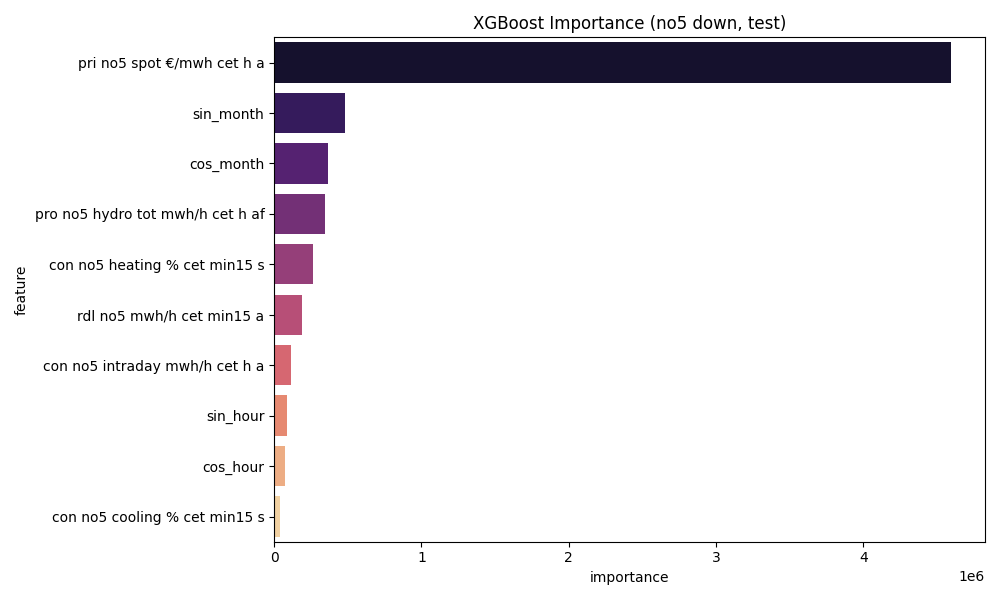 XGBoost Importance (no5 down, test)
pri no5 spot €/mwh cet h a
sin_month
cos_month
pro no5 hydro tot mwh/h cet h af
con no5 heating % cet min15 s
rdl no5 mwh/h cet min15 a
con no5 intraday mwh/h cet h a
sin_hour
cos_hour
con no5 cooling % cet min15 s
feature
0 1 2 3 4
1e6
importance